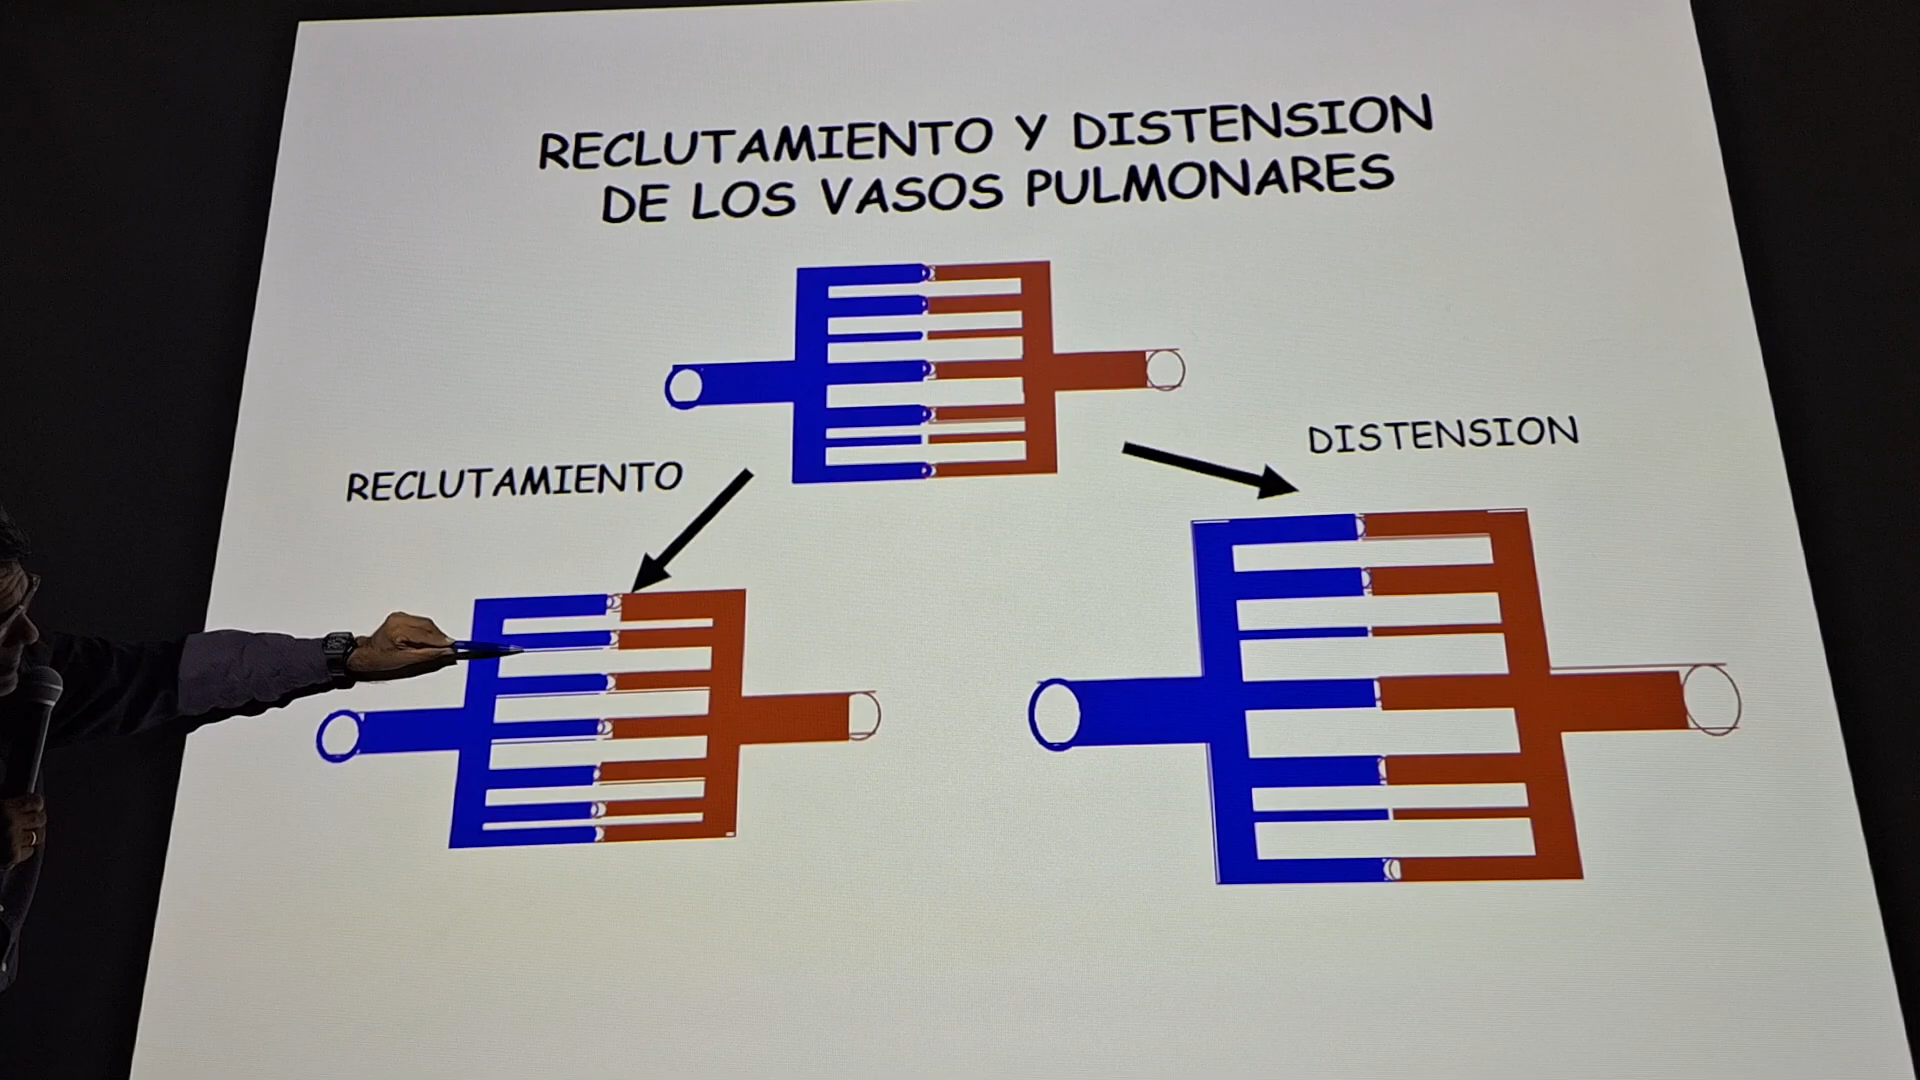 RECLUTAMIENTO Y DISTENSION
DE LOS VASOS PULMONARES
RECLUTAMIENTO
DISTENSION